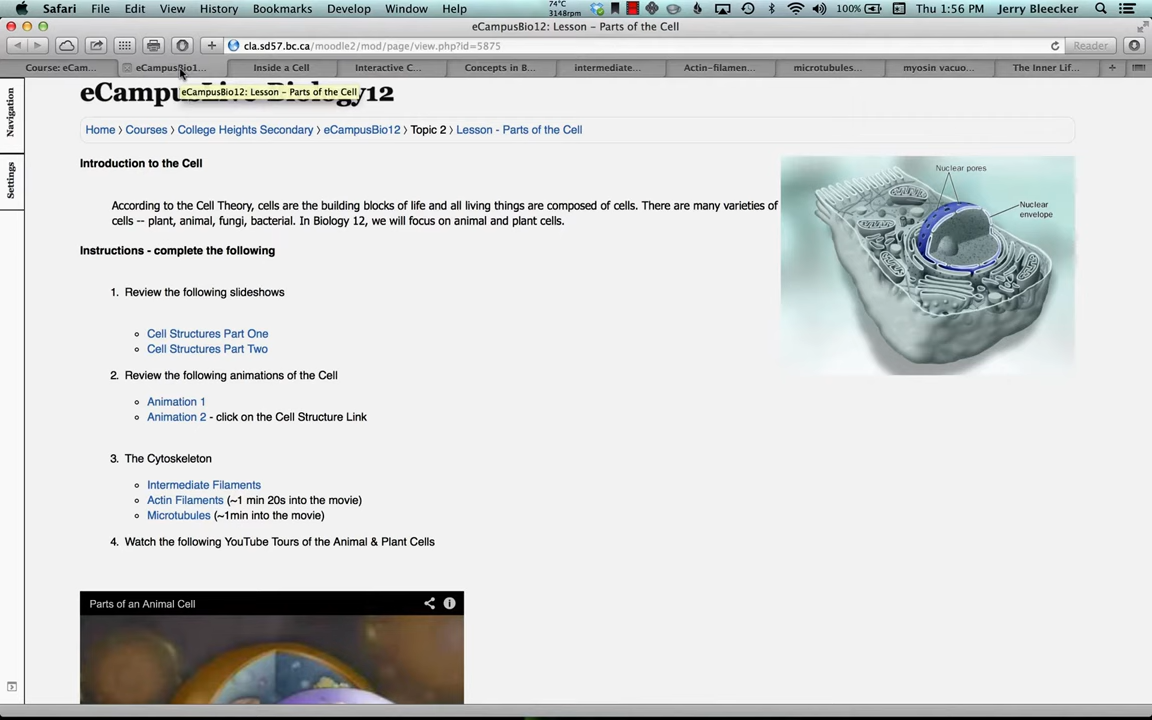 Safari File Edit View History Bookmarks Develop Window Help 74°C 3148rpm 100% Thu 1:56 PM Jerry Bleecker
eCampusBio12: Lesson – Parts of the Cell
cla.sd57.bc.ca/moodle2/mod/page/view.php?id=5875 Reader
Course: eCam... eCampusBio1... Inside a Cell Interactive C... Concepts in B... intermediate... Actin-filamen... microtubules... myosin vacuo... The Inner Lif...
eCampusBio12: Lesson – Parts of the Cell
eCampusLive Biology12
Navigation
Settings
Home 〉 Courses 〉 College Heights Secondary 〉 eCampusBio12 〉 Topic 2 〉 Lesson - Parts of the Cell
Introduction to the Cell
According to the Cell Theory, cells are the building blocks of life and all living things are composed of cells. There are many varieties of
cells -- plant, animal, fungi, bacterial. In Biology 12, we will focus on animal and plant cells.
Nuclear pores
Nuclear
envelope
Instructions - complete the following
1. Review the following slideshows
Cell Structures Part One
Cell Structures Part Two
2. Review the following animations of the Cell
Animation 1
Animation 2 - click on the Cell Structure Link
3. The Cytoskeleton
Intermediate Filaments
Actin Filaments (~1 min 20s into the movie)
Microtubules (~1min into the movie)
4. Watch the following YouTube Tours of the Animal & Plant Cells
Parts of an Animal Cell